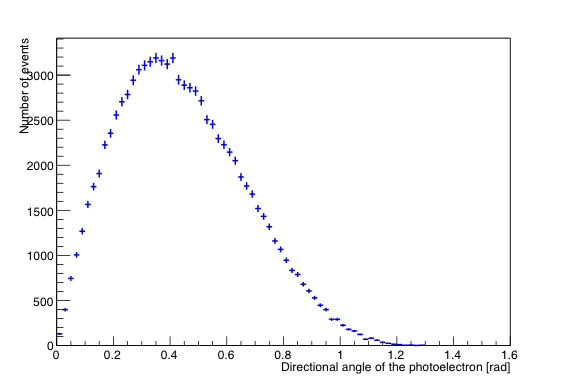 Number of events
3000
2500
2000
1500
1000
500
0
0 0.2 0.4 0.6 0.8 1 1.2 1.4 1.6
Directional angle of the photoelectron [rad]